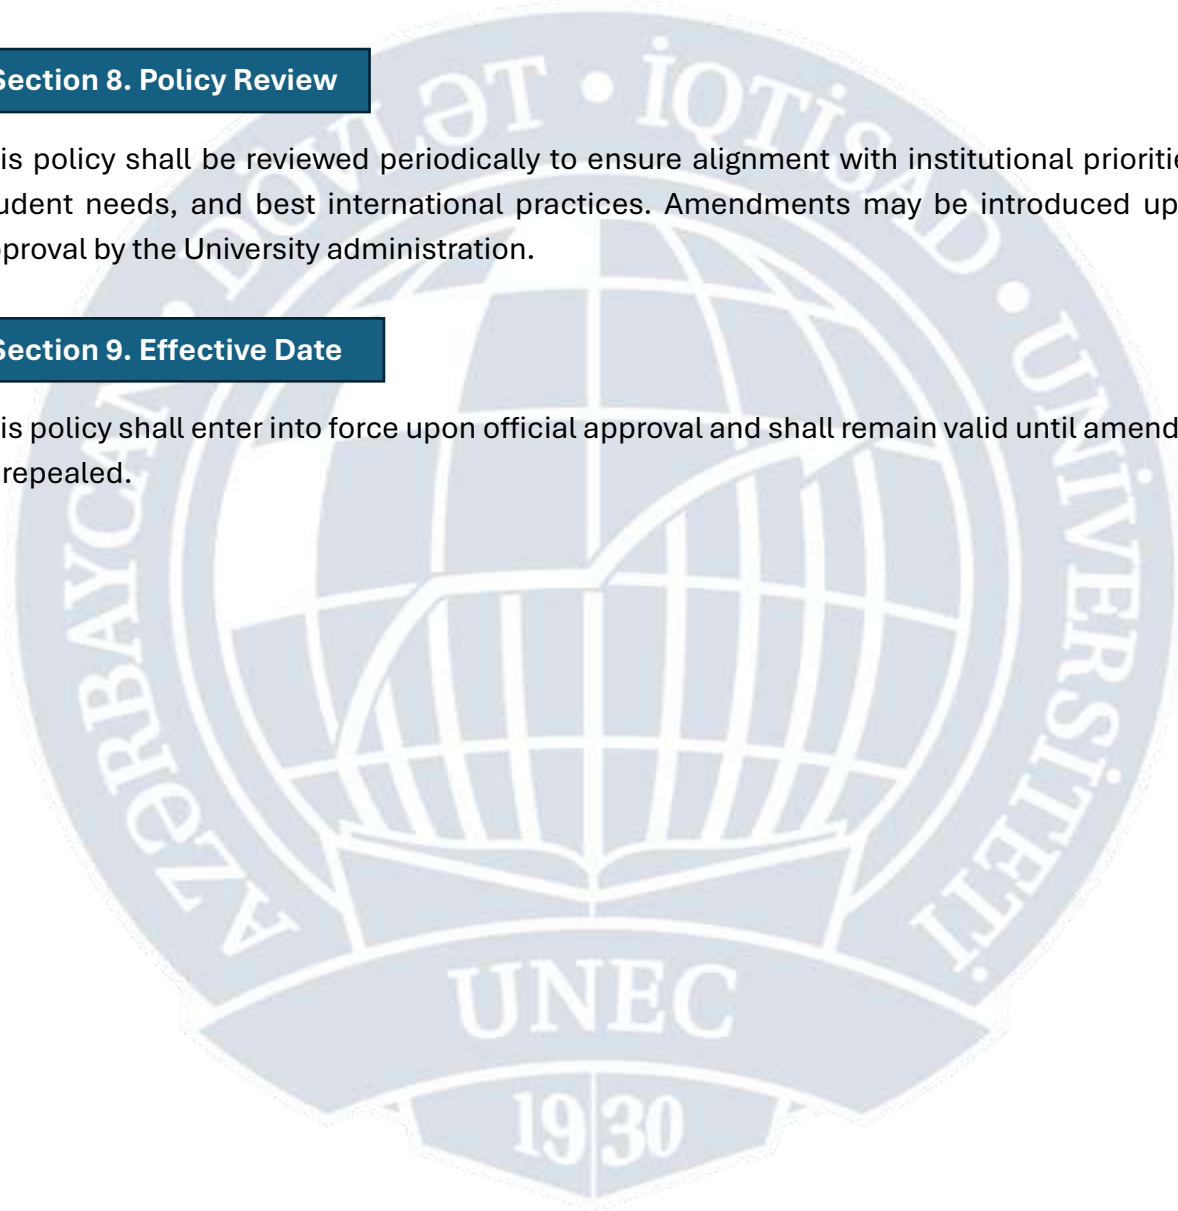 Section 8. Policy Review
is policy shall be reviewed periodically to ensure alignment with institutional prioritie
udent needs, and best international practices. Amendments may be introduced up
proval by the University administration.
Section 9. Effective Date
is policy shall enter into force upon official approval and shall remain valid until amend
repealed.
AZƏRBAYCAN • DÖVLƏT • İQTİSAD • UNİVERSİTETİ
UNEC
1930